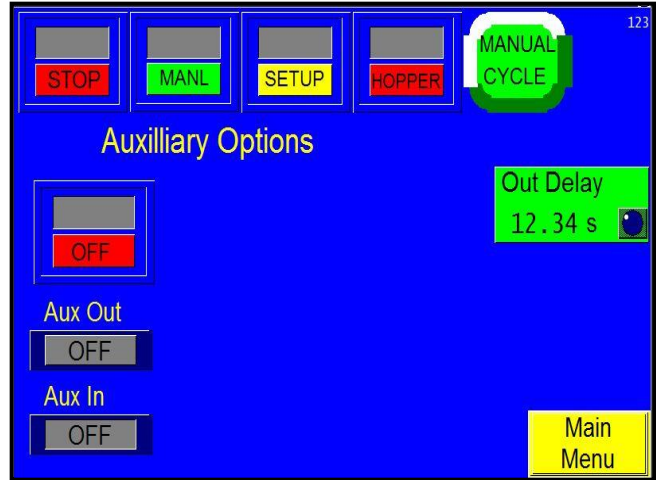 123
STOP
MANL
SETUP
HOPPER
MANUAL
CYCLE
Auxilliary Options
Out Delay
12.34 s
OFF
Aux Out
OFF
Aux In
OFF
Main
Menu